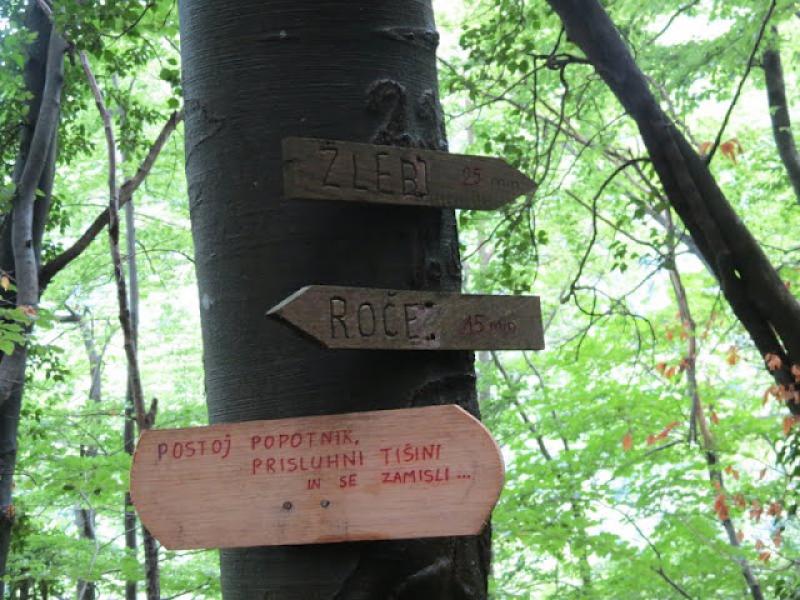 ŽLEBI 25 min
ROČE 15 min
POSTOJ POPOTNIK,
PRISLUHNI TIŠINI
IN SE ZAMISLI...